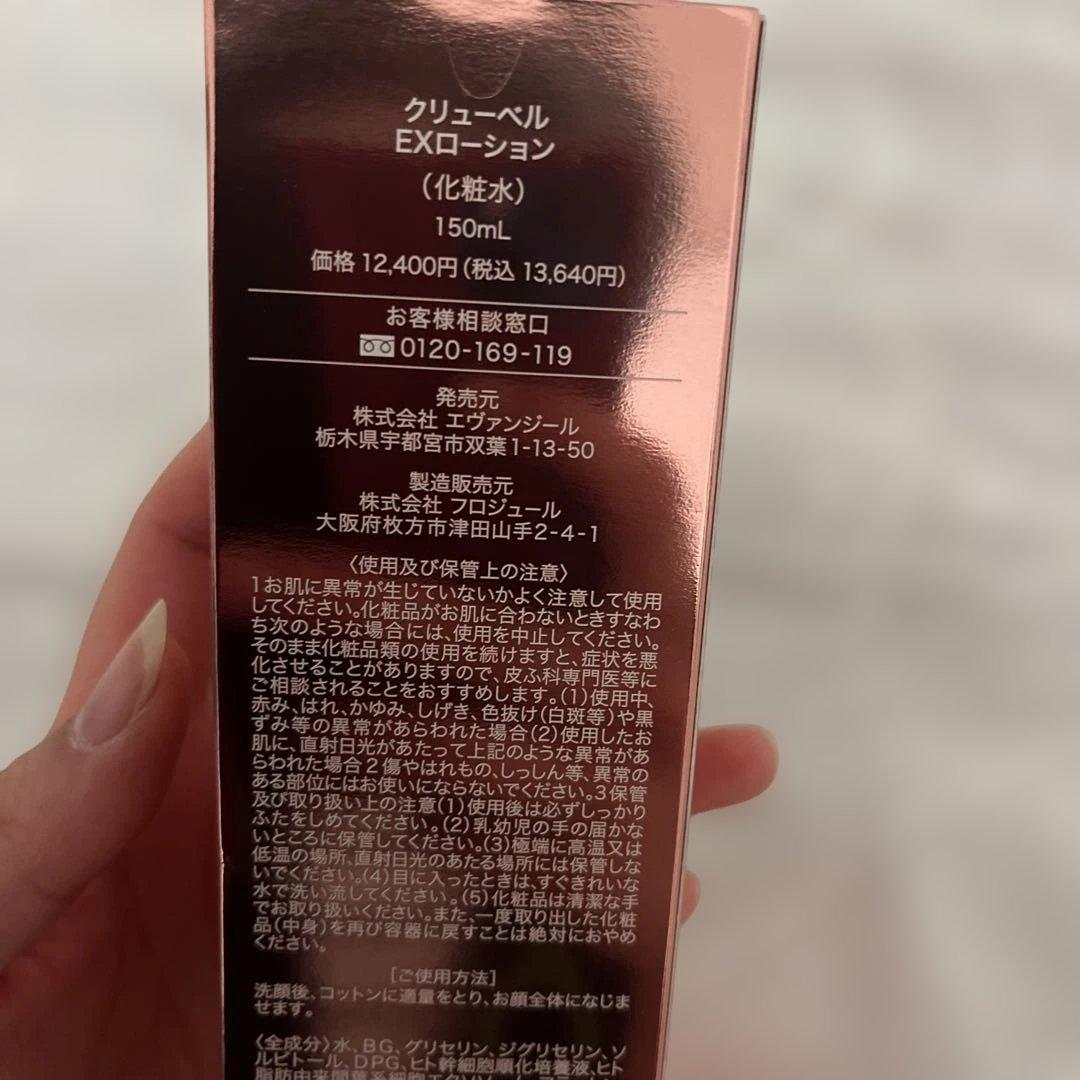 クリューベル
EXローション
（化粧水）
150mL
価格 12,400円（税込 13,640円）
お客様相談窓口
0120-169-119
発売元
株式会社 エヴァンジール
栃木県宇都宮市双葉1-13-50
製造販売元
株式会社 フロジュール
大阪府枚方市津田山手2-4-1
〈使用及び保管上の注意〉
1お肌に異常が生じていないかよく注意して使用
してください。化粧品がお肌に合わないときすなわ
ち次のような場合には、使用を中止してください。
そのまま化粧品類の使用を続けますと、症状を悪
化させることがありますので、皮ふ科専門医等に
ご相談されることをおすすめします。（1）使用中、
赤み、はれ、かゆみ、しげき、色抜け（白斑等）や黒
ずみ等の異常があらわれた場合（2）使用したお
肌に、直射日光があたって上記のような異常があ
らわれた場合2傷やはれもの、しっしん等、異常の
ある部位にはお使いにならないでください。3保管
及び取り扱い上の注意（1）使用後は必ずしっかり
ふたをしめてください。（2）乳幼児の手の届かな
いところに保管してください。（3）極端に高温又は
低温の場所、直射日光のあたる場所には保管しな
いでください。（4）目に入ったときは、すぐきれいな
水で洗い流してください。（5）化粧品は清潔な手
でお取り扱いください。また、一度取り出した化粧
品（中身）を再び容器に戻すことは絶対におやめ
ください。
［ご使用方法］
洗顔後、コットンに適量をとり、お顔全体になじま
せます。
〈全成分〉水、BG、グリセリン、ジグリセリン、ソ
ルビトール、DPG、ヒト幹細胞順化培養液、ヒト
脂肪由来間葉系細胞エクソソーム